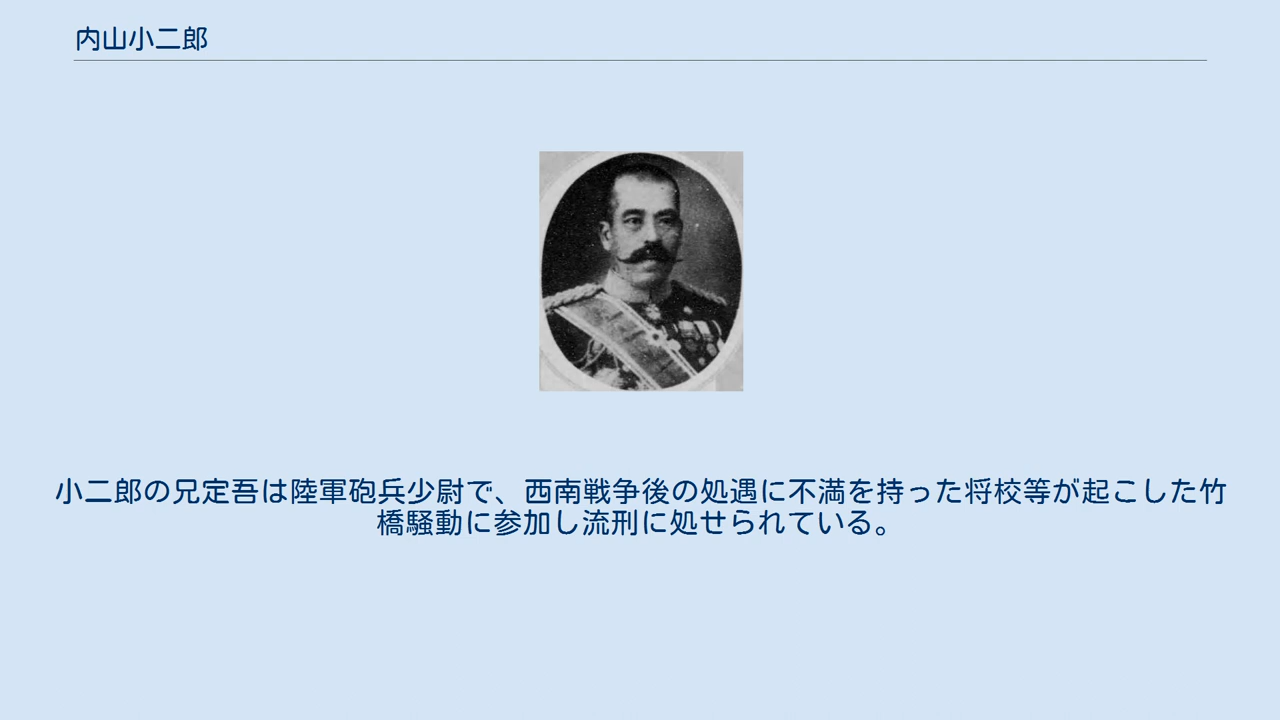 内山小二郎
小二郎の兄定吾は陸軍砲兵少尉で、西南戦争後の処遇に不満を持った将校等が起こした竹
橋騒動に参加し流刑に処せられている。